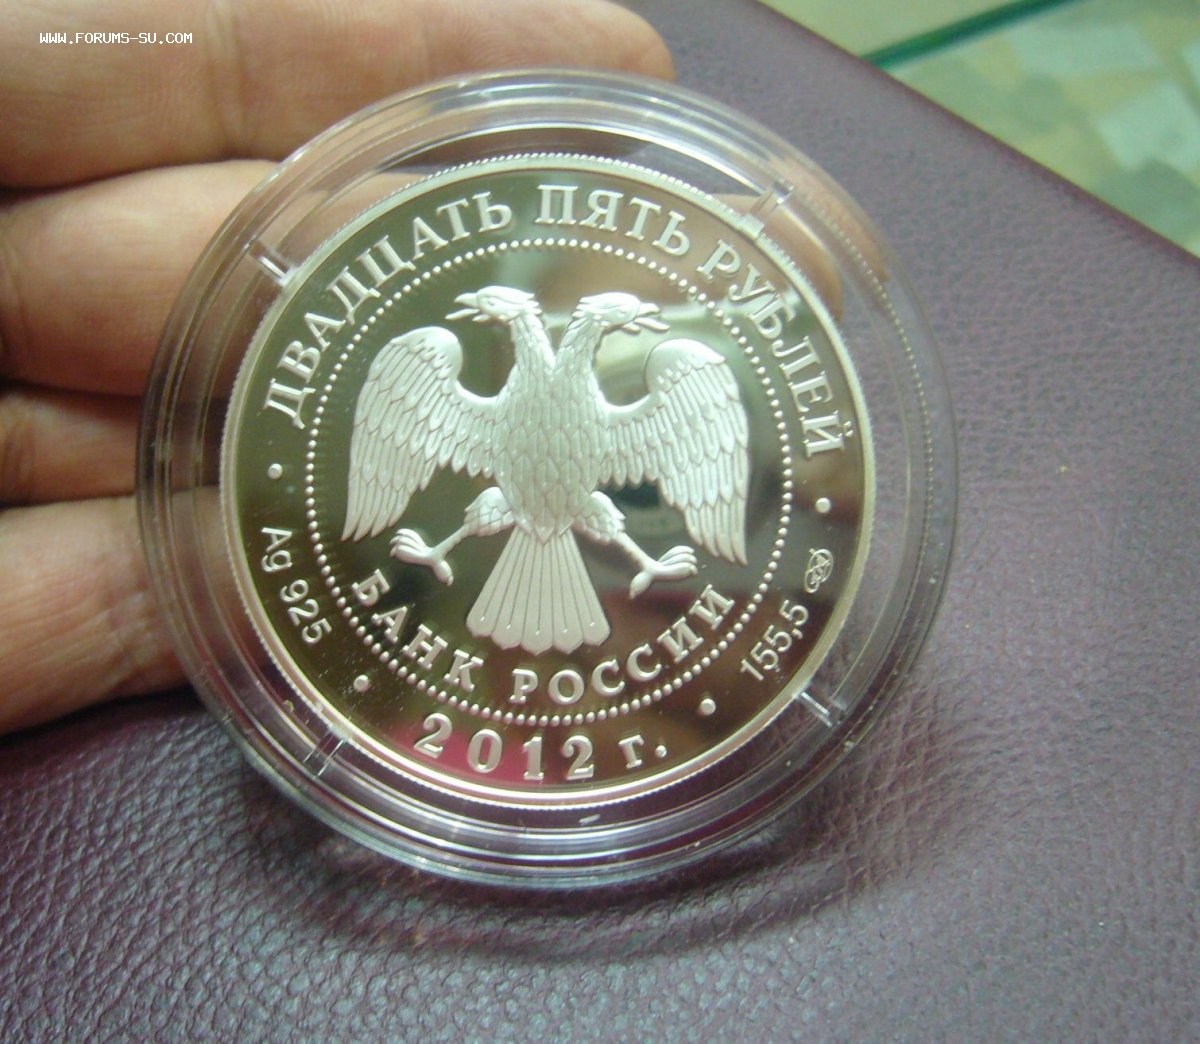 WWW.FORUMS-SU.COM
ДВАДЦАТЬ ПЯТЬ РУБЛЕЙ
Ag 925
БАНК РОССИИ
155,5
2012 г.